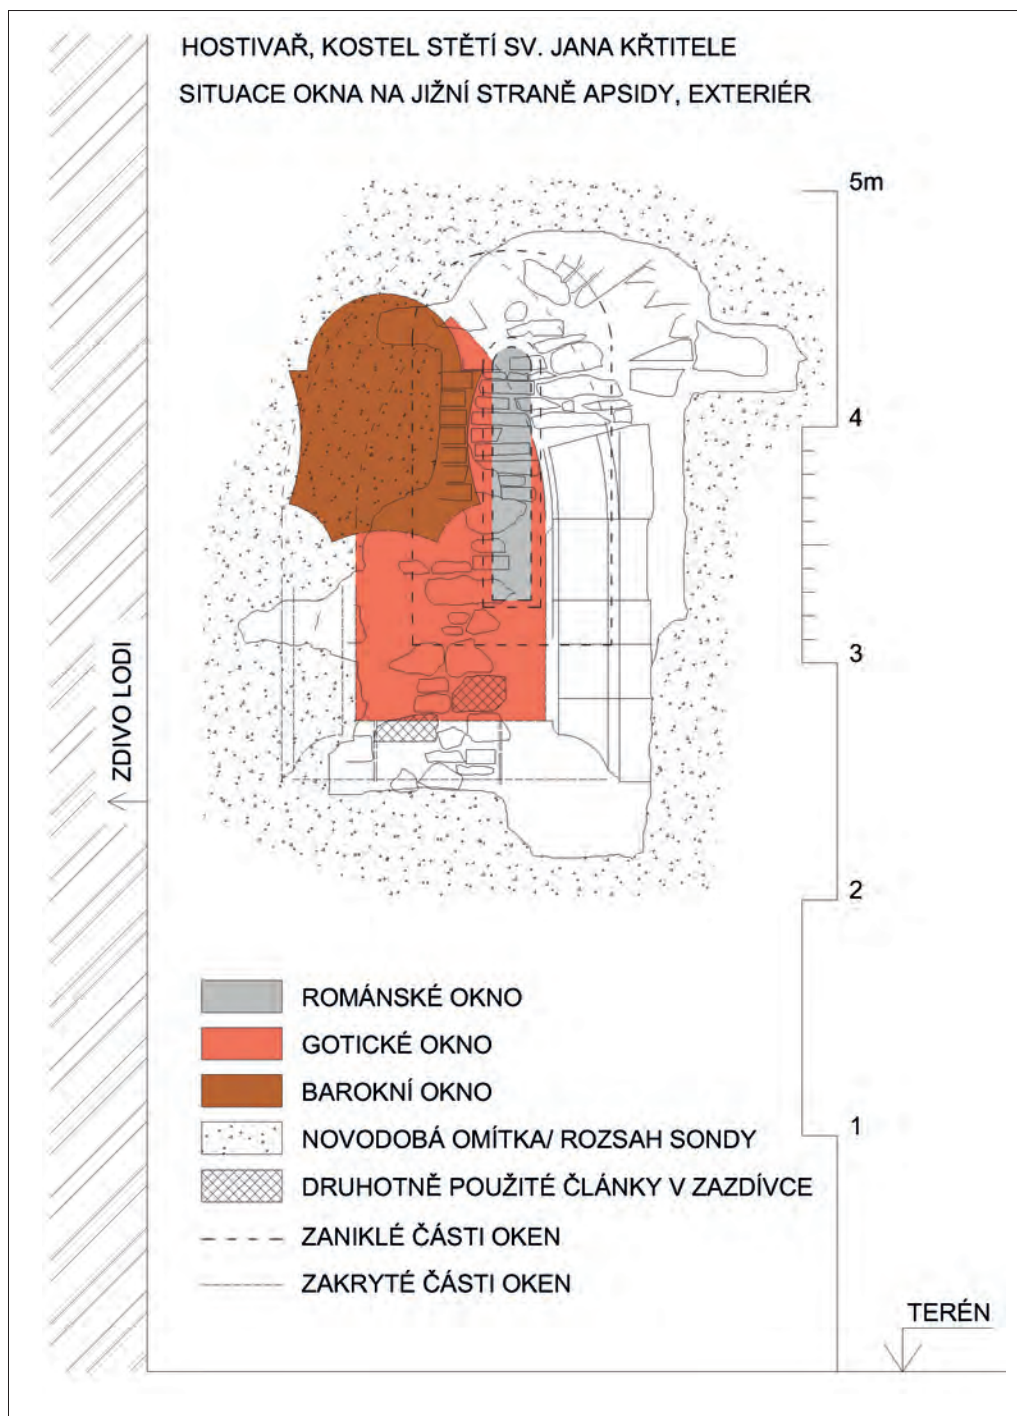 HOSTIVAŘ, KOSTEL STĚTÍ SV. JANA KŘTITELE
SITUACE OKNA NA JIŽNÍ STRANĚ APSIDY, EXTERIÉR
5m
4
3
ZDIVO LODI
2
ROMÁNSKÉ OKNO
GOTICKÉ OKNO
BAROKNÍ OKNO
NOVODOBÁ OMÍTKA/ ROZSAH SONDY
1
DRUHOTNĚ POUŽITÉ ČLÁNKY V ZAZDÍVCE
ZANIKLÉ ČÁSTI OKEN
ZAKRYTÉ ČÁSTI OKEN
TERÉN